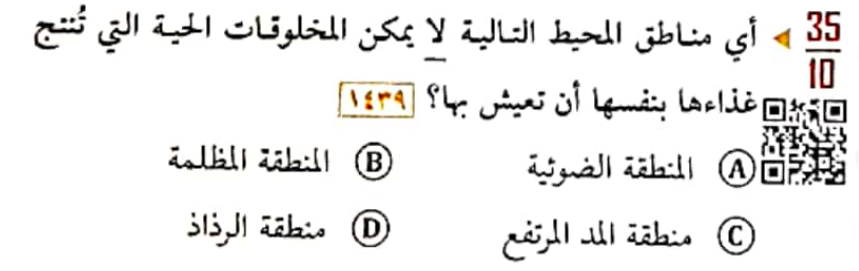 35/10 ◄ أي مناطق المحيط التالية لا يمكن المخلوقات الحية التي تُنتج
غذاءها بنفسها أن تعيش بها؟ ١٤٣٩
A المنطقة الضوئية B المنطقة المظلمة
C منطقة المد المرتفع D منطقة الرذاذ